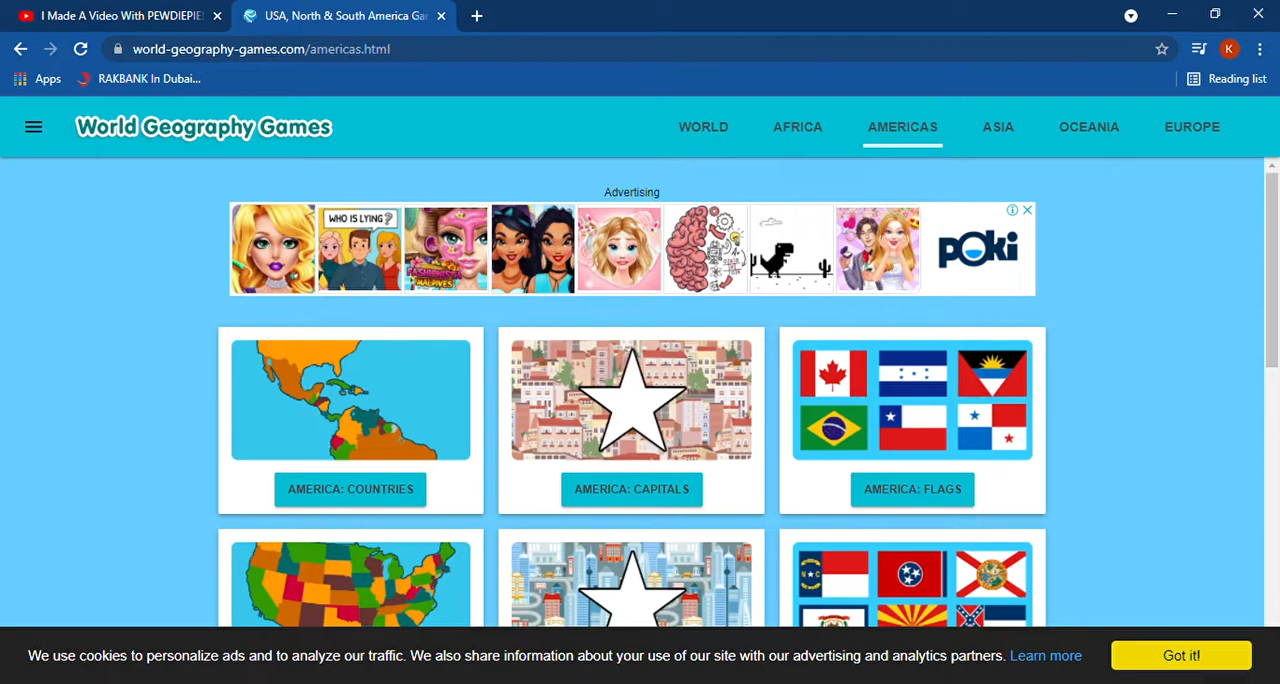 I Made A Video With PEWDIEPIE
USA, North & South America Ga
world-geography-games.com/americas.html
K
Apps
RAKBANK In Dubai...
Reading list
World Geography Games
WORLD
AFRICA
AMERICAS
ASIA
OCEANIA
EUROPE
Advertising
WHO IS LYING?
FASHIONISTA
MALDIVES
POKI
AMERICA: COUNTRIES
AMERICA: CAPITALS
AMERICA: FLAGS
N C
We use cookies to personalize ads and to analyze our traffic. We also share information about your use of our site with our advertising and analytics partners. Learn more
Got it!